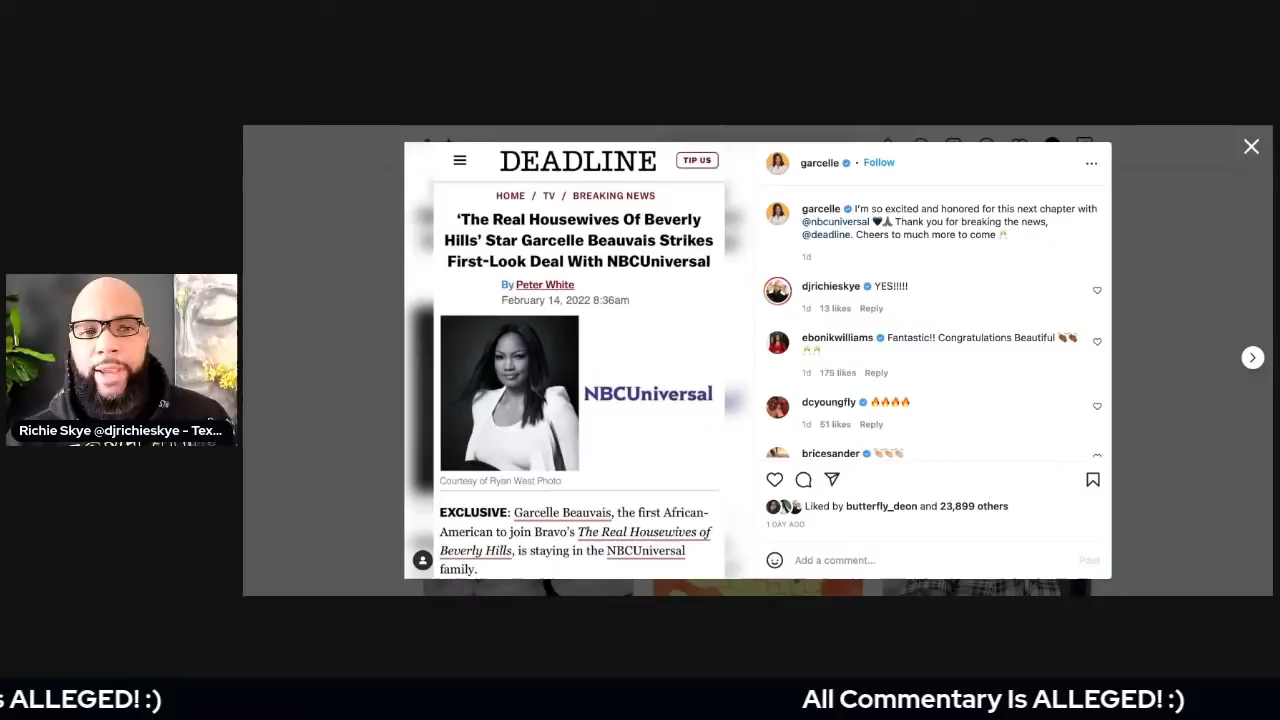 DEADLINE
TIP US
HOME / TV / BREAKING NEWS
‘The Real Housewives Of Beverly
Hills’ Star Garcelle Beauvais Strikes
First-Look Deal With NBCUniversal
By Peter White
February 14, 2022 8:36am
NBCUniversal
Courtesy of Ryan West Photo
EXCLUSIVE: Garcelle Beauvais, the first African-
American to join Bravo’s The Real Housewives of
Beverly Hills, is staying in the NBCUniversal
family.
garcelle • Follow
garcelle I’m so excited and honored for this next chapter with
@nbcuniversal 🖤🙏🏾 Thank you for breaking the news,
@deadline. Cheers to much more to come 🥂
1d
djrichieskye YES!!!!!
1d 13 likes Reply
ebonikwilliams Fantastic!! Congratulations Beautiful 👏🏾👏🏾
🥂🥂
1d 175 likes Reply
dcyoungfly 🔥🔥🔥🔥
1d 51 likes Reply
bricesander 👏🏼👏🏼👏🏼
Liked by butterfly_deon and 23,899 others
1 DAY AGO
Add a comment...
Post
Richie Skye @djrichieskye - Tex...
s ALLEGED! :)
All Commentary Is ALLEGED! :)